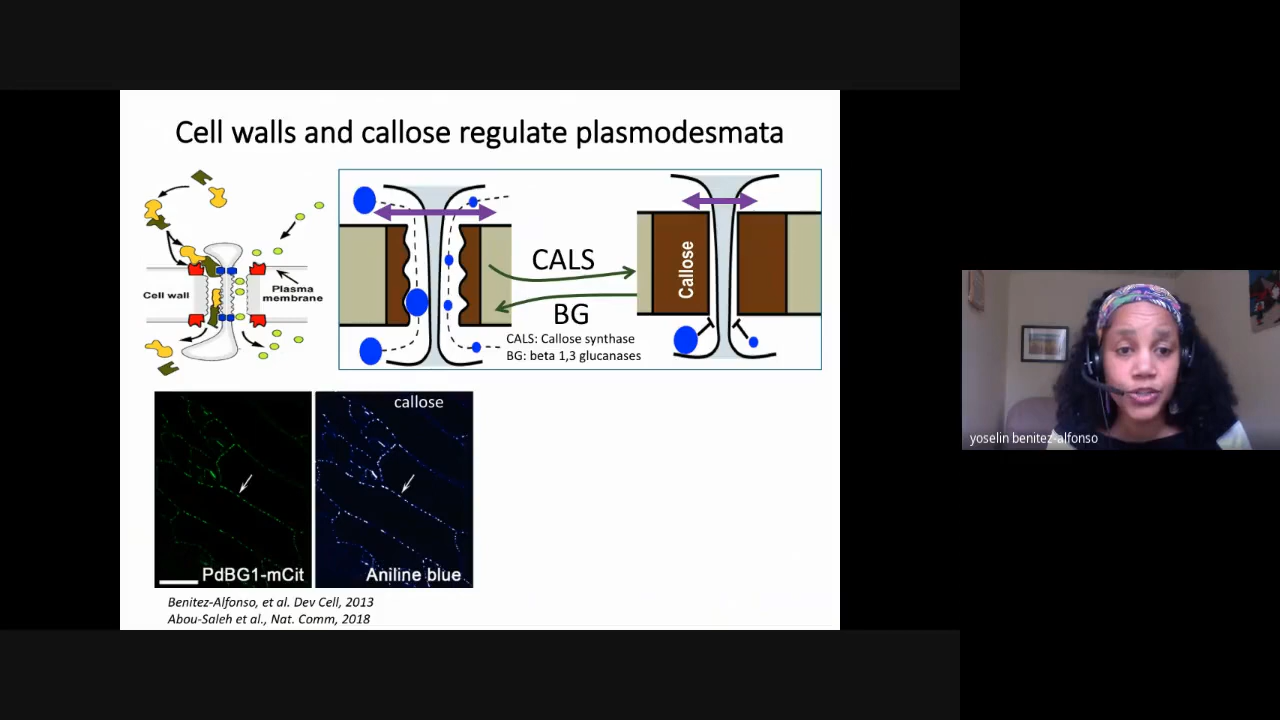 Cell walls and callose regulate plasmodesmata
Cell wall
Plasma
membrane
CALS
BG
CALS: Callose synthase
BG: beta 1,3 glucanases
Callose
callose
PdBG1-mCit
Aniline blue
Benitez-Alfonso, et al. Dev Cell, 2013
Abou-Saleh et al., Nat. Comm, 2018
yoselin benitez-alfonso